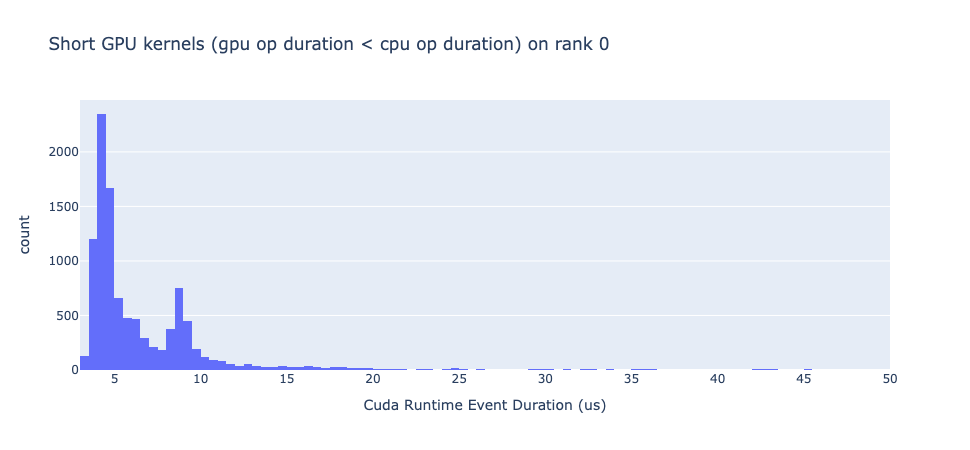 Short GPU kernels (gpu op duration < cpu op duration) on rank 0
2000
1500
1000
500
0
count
5 10 15 20 25 30 35 40 45 50
Cuda Runtime Event Duration (us)